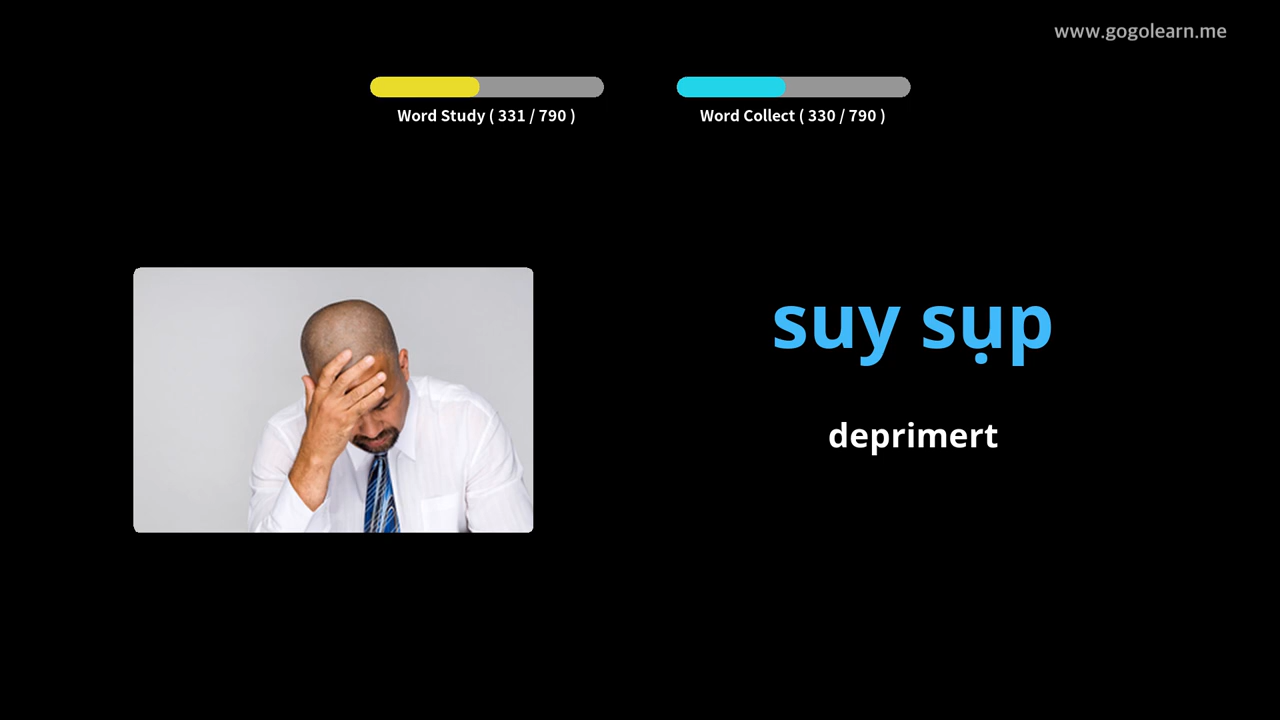 www.gogolearn.me
Word Study ( 331 / 790 )
Word Collect ( 330 / 790 )
suy sụp
deprimert